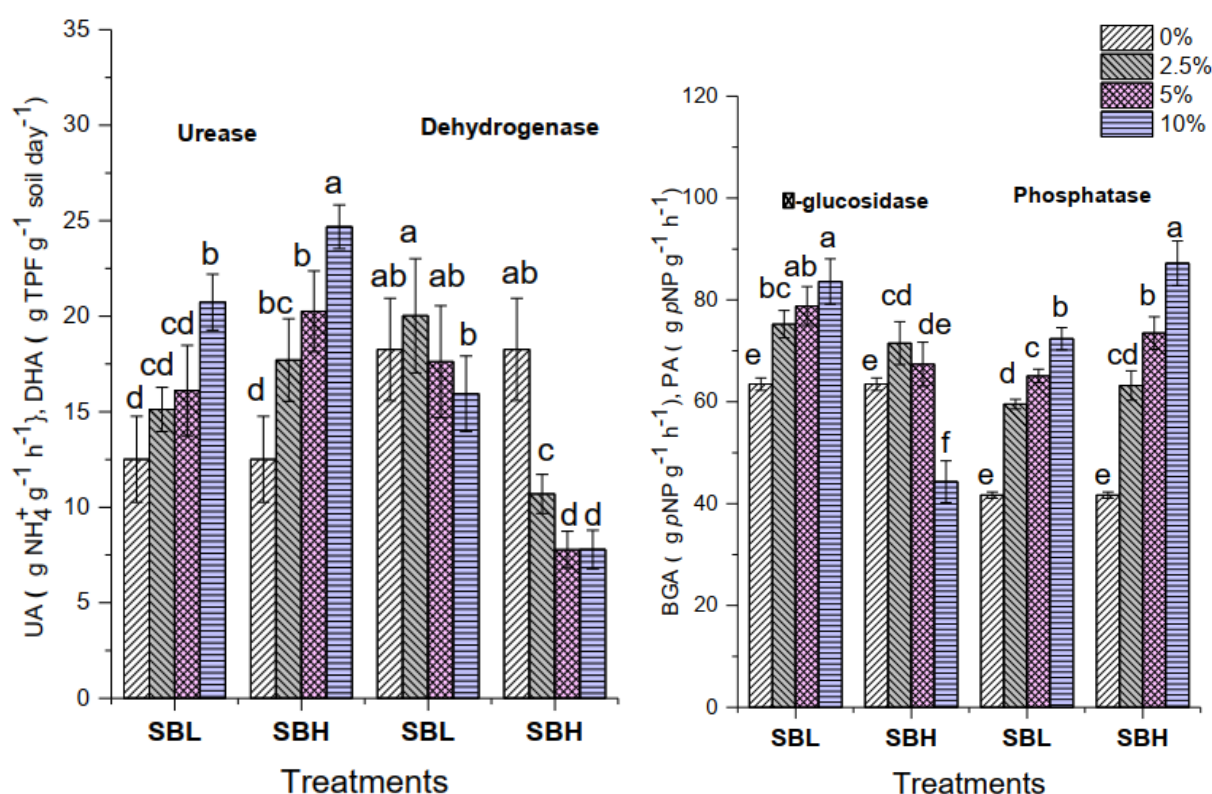 35
30
25
20
15
10
5
0
UA ( g NH₄⁺ g⁻¹ h⁻¹), DHA ( g TPF g⁻¹ soil day⁻¹)
Urease
Dehydrogenase
d cd cd b
d bc b a
ab a ab b
ab c d d
SBL SBH SBL SBH
Treatments
0%
2.5%
5%
10%
120
100
80
60
40
20
0
BGA ( g pNP g⁻¹ h⁻¹), PA ( g pNP g⁻¹ h⁻¹)
-glucosidase
Phosphatase
e bc ab a
e cd de f
e d c b
e cd b a
SBL SBH SBL SBH
Treatments